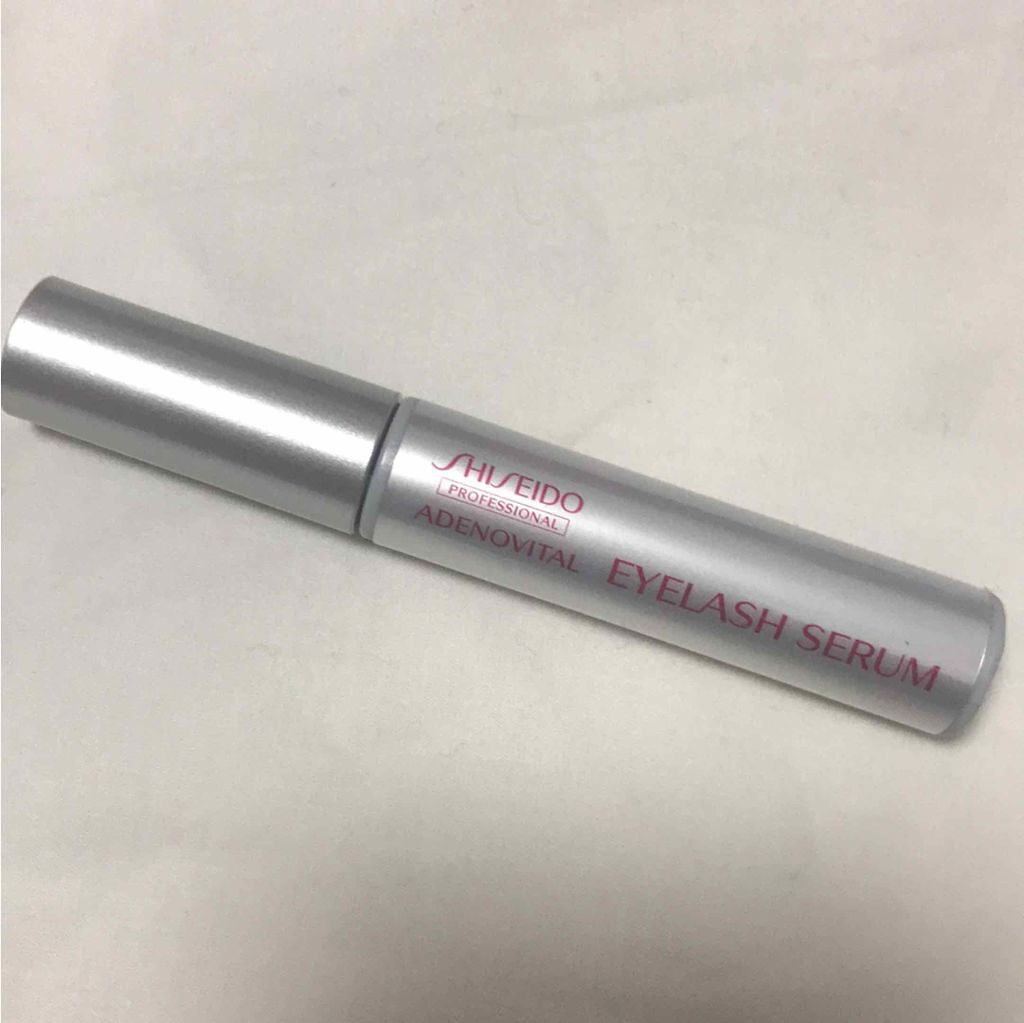 SHISEIDO
PROFESSIONAL
ADENOVITAL EYELASH SERUM